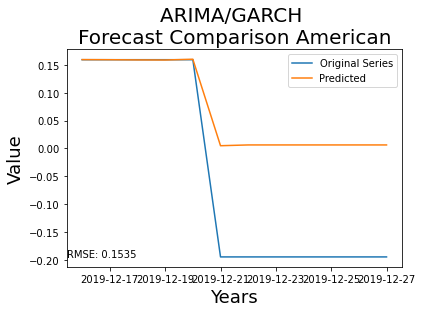 ARIMA/GARCH
Forecast Comparison American
Original Series
Predicted
Value
0.15
0.10
0.05
0.00
−0.05
−0.10
−0.15
−0.20
RMSE: 0.1535
2019-12-17 2019-12-19 2019-12-21 2019-12-23 2019-12-25 2019-12-27
Years